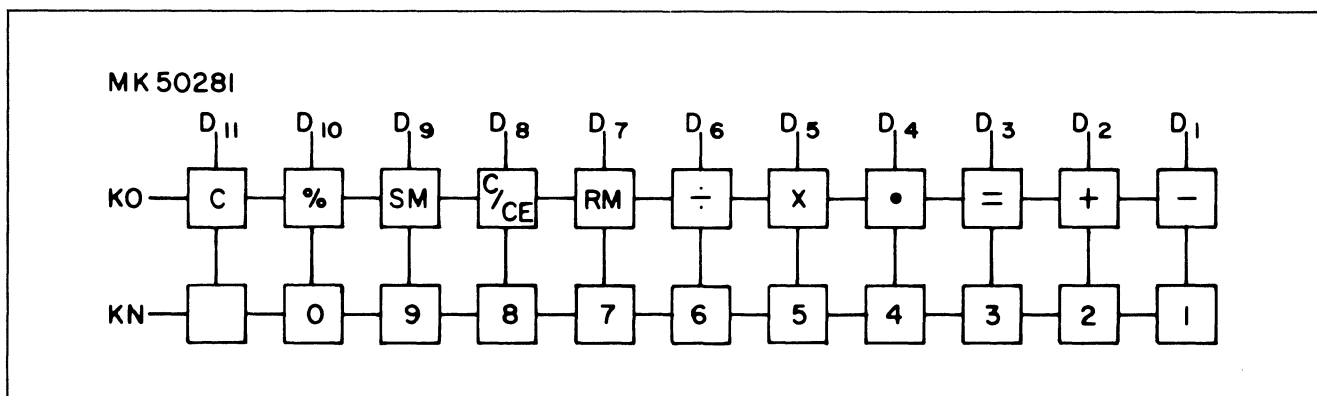 MK 50281
D11 D10 D9 D8 D7 D6 D5 D4 D3 D2 D1
KO C % SM C/CE RM ÷ X • = + −
KN 0 9 8 7 6 5 4 3 2 1